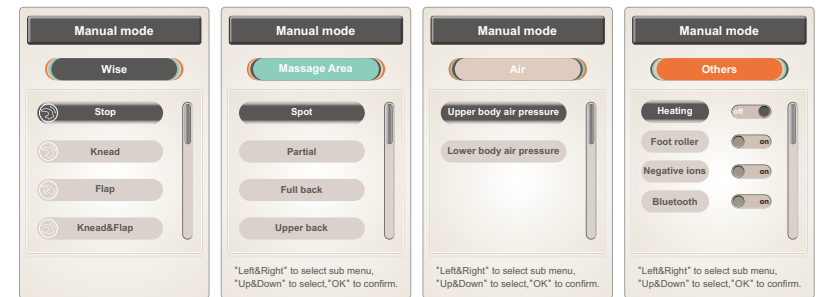 Manual mode
Wise
Stop
Knead
Flap
Knead&Flap
Manual mode
Massage Area
Spot
Partial
Full back
Upper back
"Left&Right" to select sub menu,
"Up&Down" to select,"OK" to confirm.
Manual mode
Air
Upper body air pressure
Lower body air pressure
"Left&Right" to select sub menu,
"Up&Down" to select,"OK" to confirm.
Manual mode
Others
Heating off
Foot roller on
Negative ions on
Bluetooth on
"Left&Right" to select sub menu,
"Up&Down" to select,"OK" to confirm.